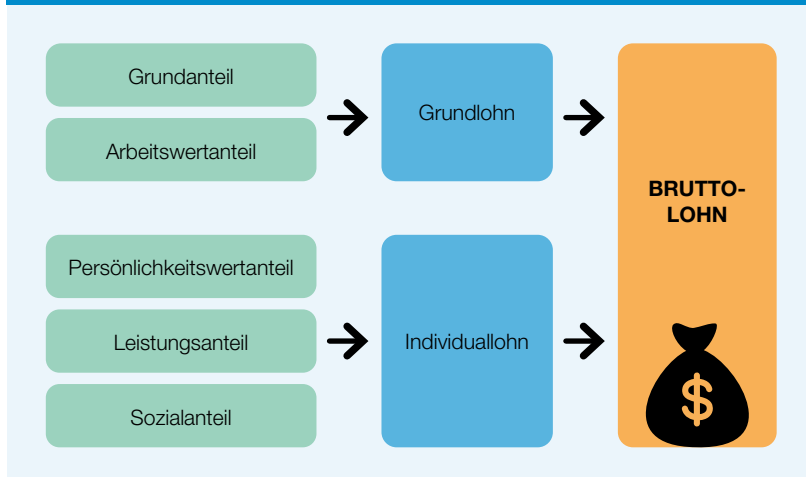 Grundanteil
Arbeitswertanteil
Grundlohn
Persönlichkeitswertanteil
Leistungsanteil
Sozialanteil
Individuallohn
BRUTTO-
LOHN
$